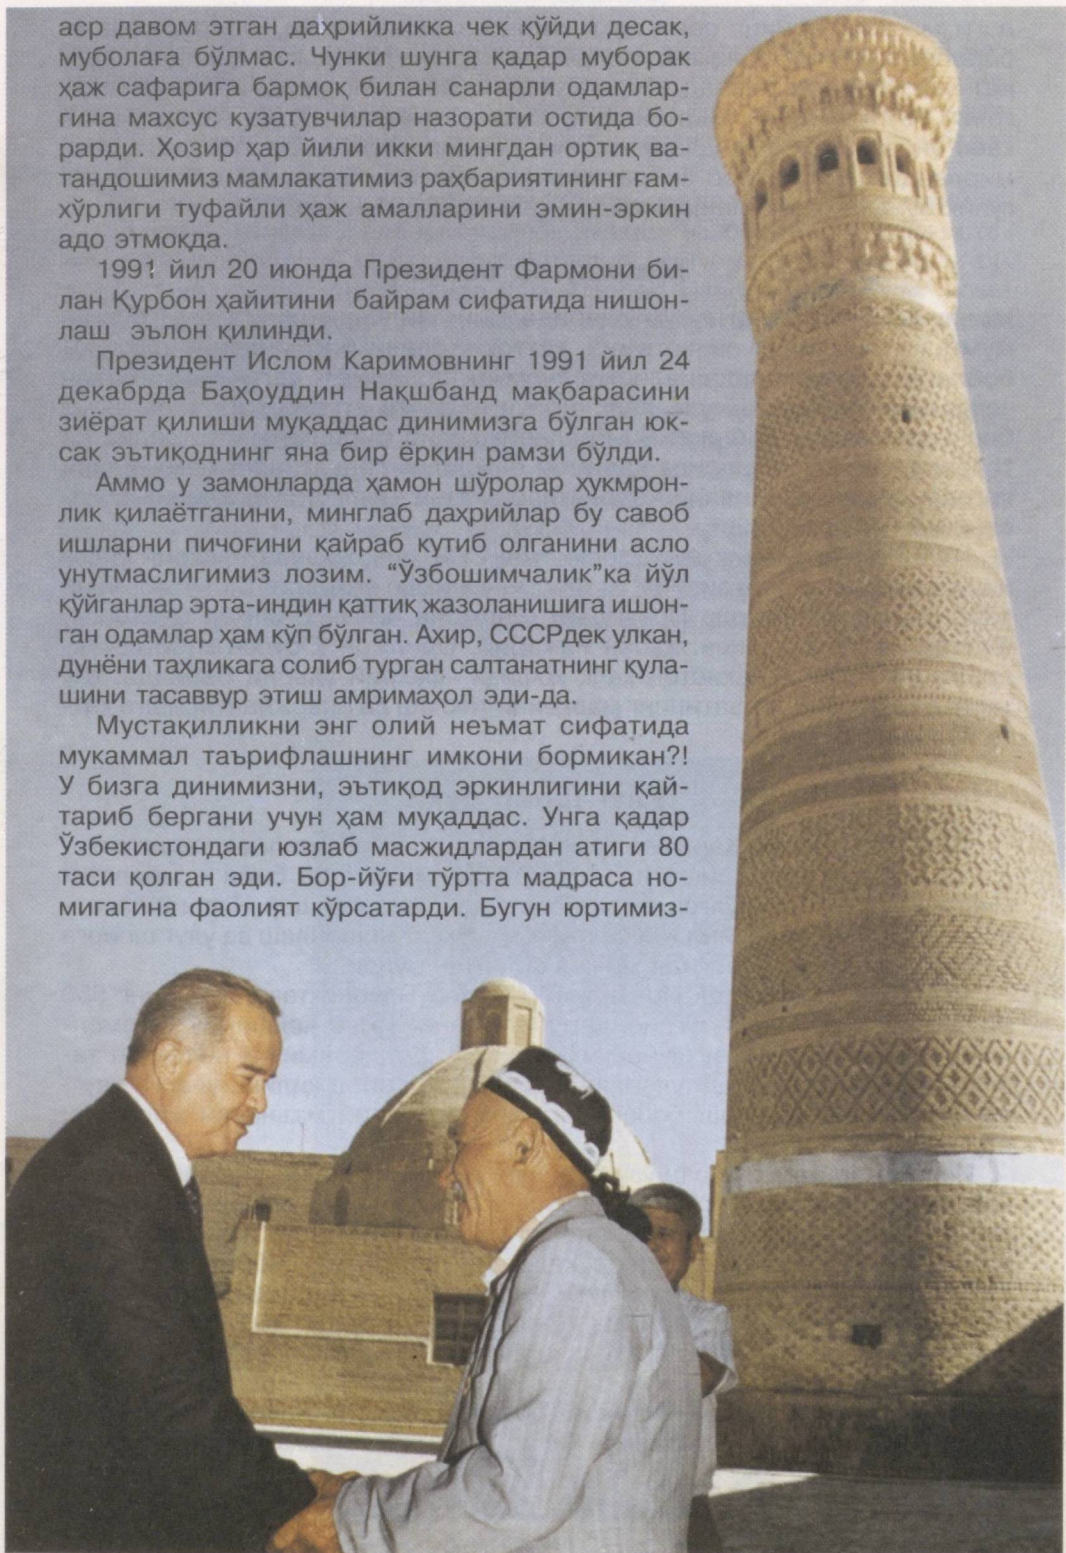 аср давом этган даҳрийликка чек қўйди десак,
муболаға бўлмас. Чунки шунга қадар муборак
ҳаж сафарига бармоқ билан санарли одамлар-
гина махсус кузатувчилар назорати остида бо-
рарди. Ҳозир ҳар йили икки мингдан ортиқ ва-
тандошимиз мамлакатимиз раҳбариятининг ғам-
хўрлиги туфайли ҳаж амалларини эмин-эркин
адо этмоқда.
1991 йил 20 июнда Президент Фармони би-
лан Қурбон ҳайитини байрам сифатида нишон-
лаш эълон қилинди.
Президент Ислом Каримовнинг 1991 йил 24
декабрда Баҳоуддин Нақшбанд мақбарасини
зиёрат қилиши муқаддас динимизга бўлган юк-
сак эътиқоднинг яна бир ёрқин рамзи бўлди.
Аммо у замонларда ҳамон шўролар ҳукмрон-
лик қилаётганини, минглаб даҳрийлар бу савоб
ишларни пичоғини қайраб кутиб олганини асло
унутмаслигимиз лозим. “Ўзбошимчалик”ка йўл
қўйганлар эрта-индин қаттиқ жазоланишига ишон-
ган одамлар ҳам кўп бўлган. Ахир, СССРдек улкан,
дунёни таҳликага солиб турган салтанатнинг қула-
шини тасаввур этиш амримаҳол эди-да.
Мустақилликни энг олий неъмат сифатида
мукаммал таърифлашнинг имкони бормикан?!
У бизга динимизни, эътиқод эркинлигини қай-
тариб бергани учун ҳам муқаддас. Унга қадар
Ўзбекистондаги юзлаб масжидлардан атиги 80
таси қолган эди. Бор-йўғи тўртта мадраса но-
мигагина фаолият кўрсатарди. Бугун юртимиз-